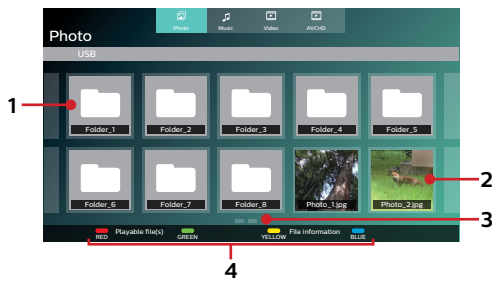 Photo Music Video AVCHD
Photo
USB
1
Folder_1 Folder_2 Folder_3 Folder_4 Folder_5
2
Folder_6 Folder_7 Folder_8 Photo_1.jpg Photo_2.jpg
3
Playable file(s) File information
RED GREEN YELLOW BLUE
4